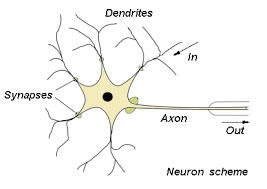 Dendrites
In
Synapses
Axon
Out
Neuron scheme